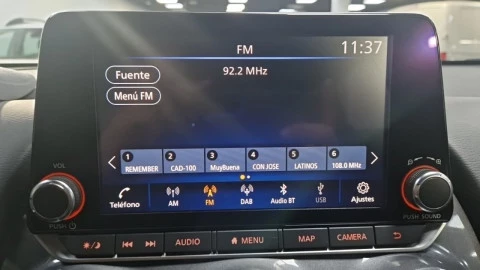 FM
11:37
Fuente
92.2 MHz
Menú FM
1 2 3 4 5 6
REMEMBER CAD-100 MuyBuena CON JOSE LATINOS 108.0 MHz
VOL
Teléfono AM FM DAB Audio BT USB Ajustes
PUSH PUSH SOUND
AUDIO MENU MAP CAMERA